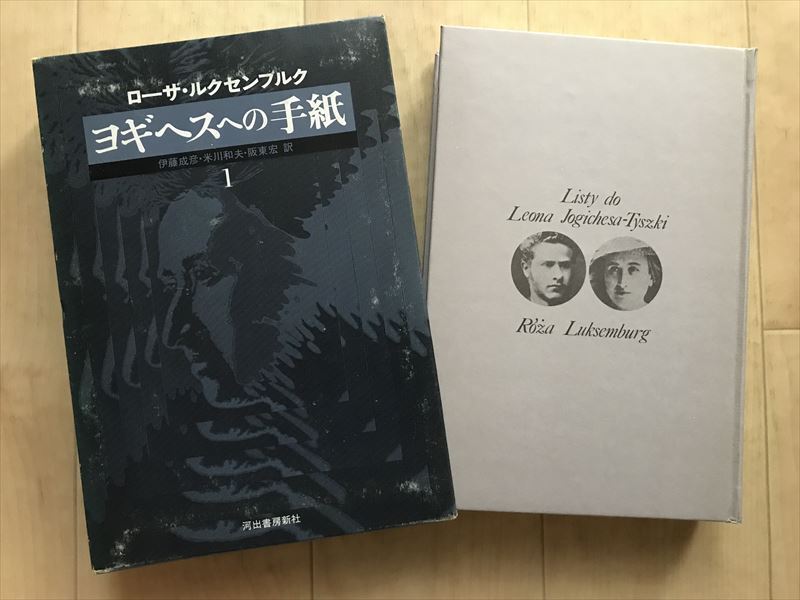 ローザ・ルクセンブルク
ヨギヘスへの手紙
伊藤成彦・米川和夫・阪東宏 訳
1
河出書房新社
Listy do
Leona Jogichesa-Tyszki
Róża Luksemburg